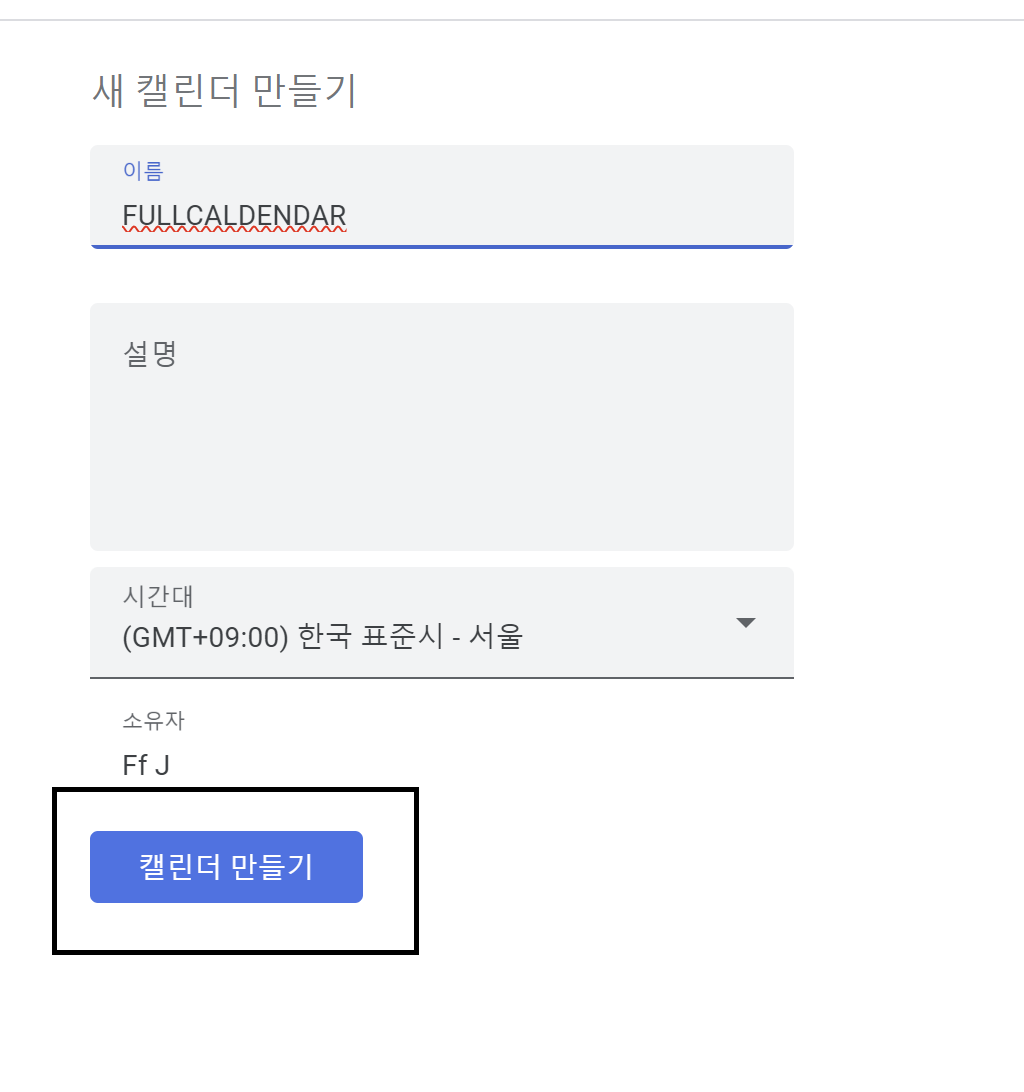 새 캘린더 만들기
이름
FULLCALDENDAR
설명
시간대
(GMT+09:00) 한국 표준시 - 서울
소유자
Ff J
캘린더 만들기